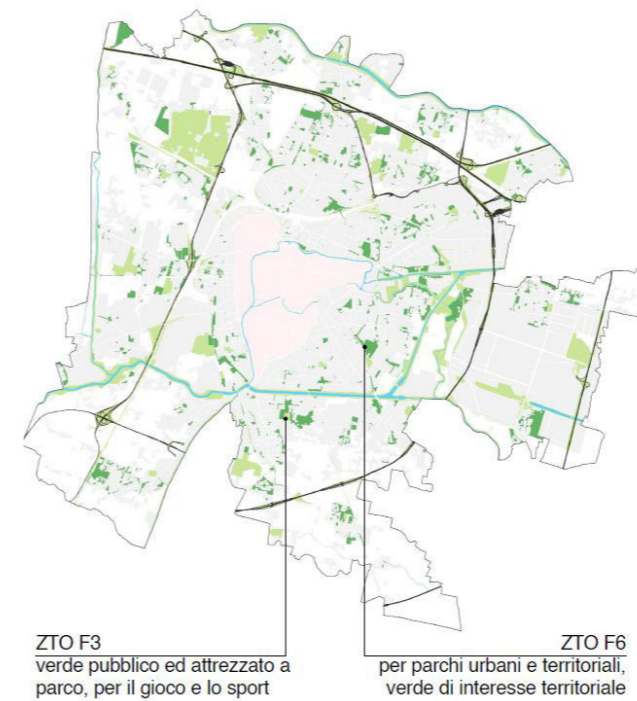 ZTO F3
verde pubblico ed attrezzato a
parco, per il gioco e lo sport
ZTO F6
per parchi urbani e territoriali,
verde di interesse territoriale